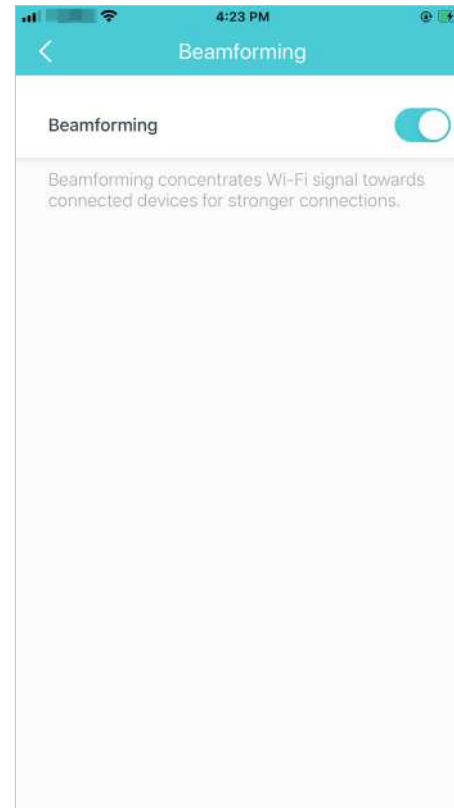 4:23 PM
Beamforming
Beamforming
Beamforming concentrates Wi-Fi signal towards
connected devices for stronger connections.